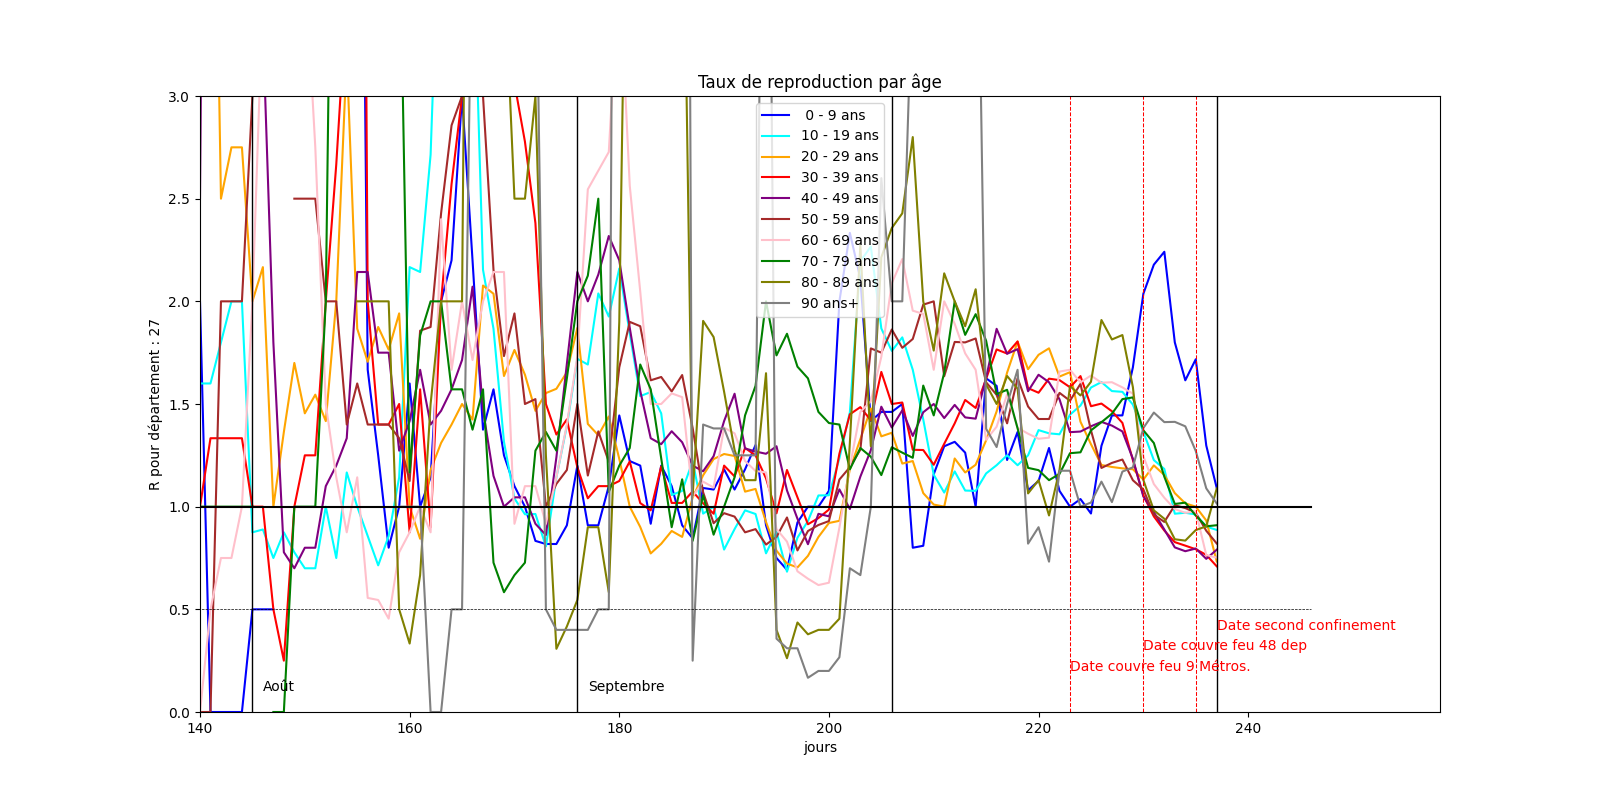 Taux de reproduction par âge
R pour département : 27
3.0
2.5
2.0
1.5
1.0
0.5
0.0
0 - 9 ans
10 - 19 ans
20 - 29 ans
30 - 39 ans
40 - 49 ans
50 - 59 ans
60 - 69 ans
70 - 79 ans
80 - 89 ans
90 ans+
Date second confinement
Date couvre feu 48 dep
Date couvre feu 9 Métros.
Août
Septembre
140
160
180
200
220
240
jours